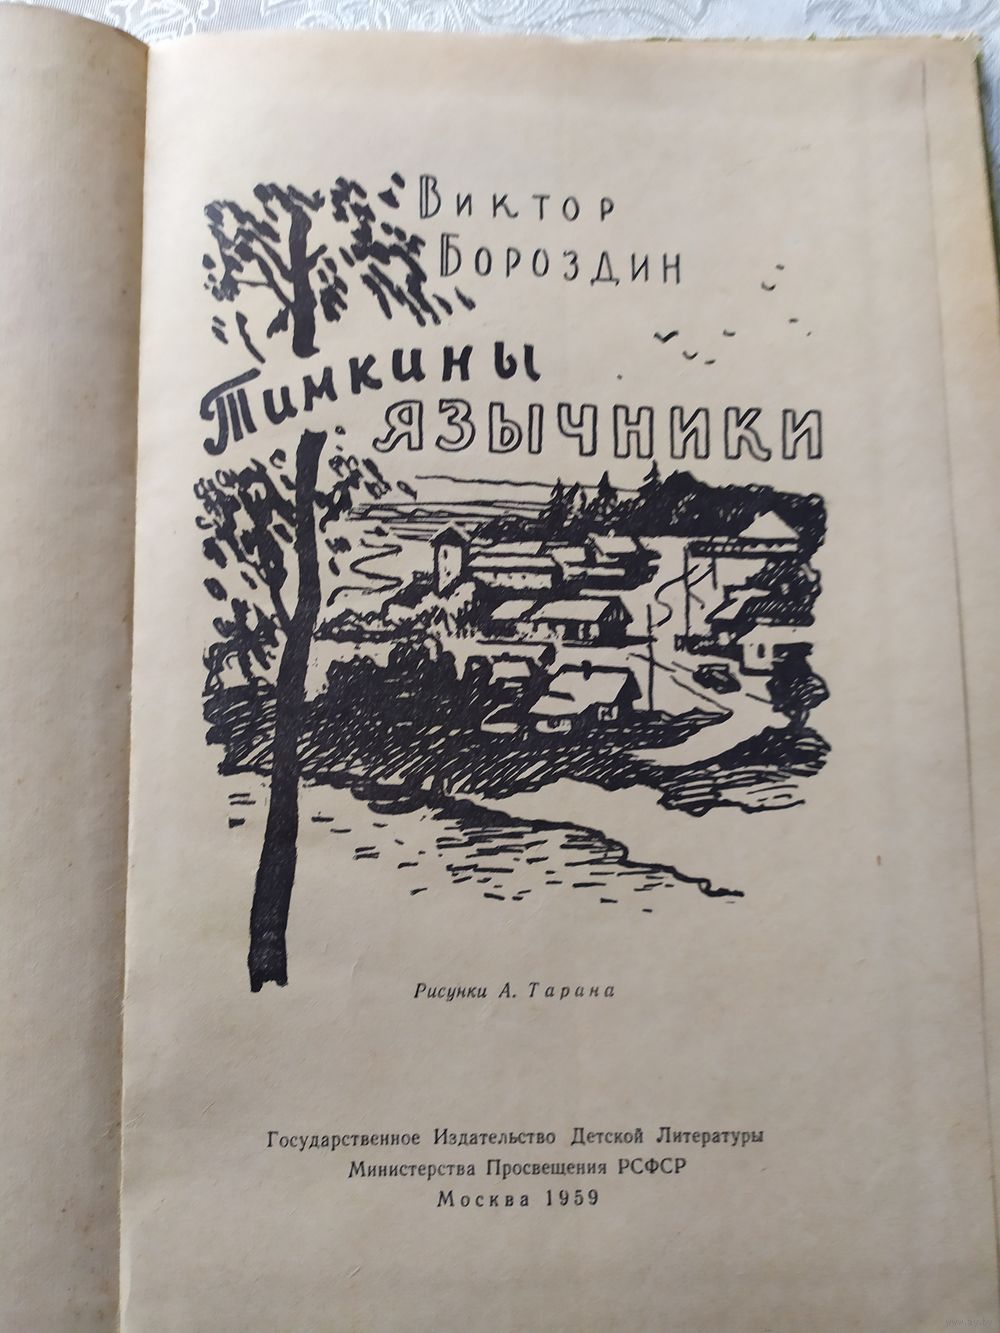 Виктор
Бороздин
Тимкины
язычники
Рисунки А. Тарана
Государственное Издательство Детской Литературы
Министерства Просвещения РСФСР
Москва 1959